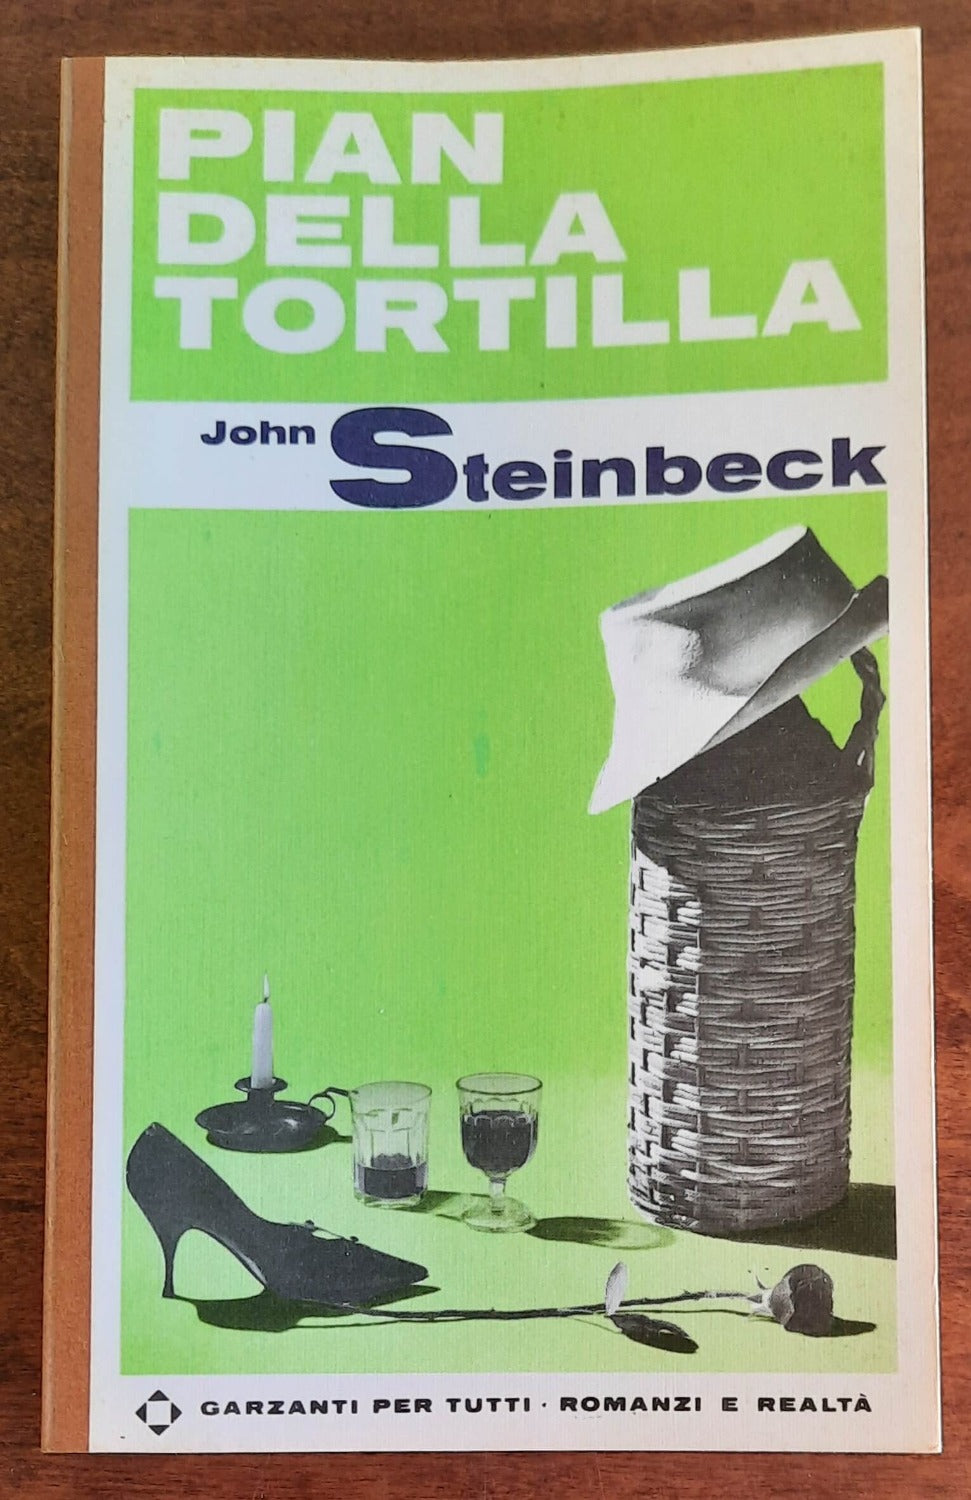 PIAN
DELLA
TORTILLA
John Steinbeck
GARZANTI PER TUTTI · ROMANZI E REALTÀ